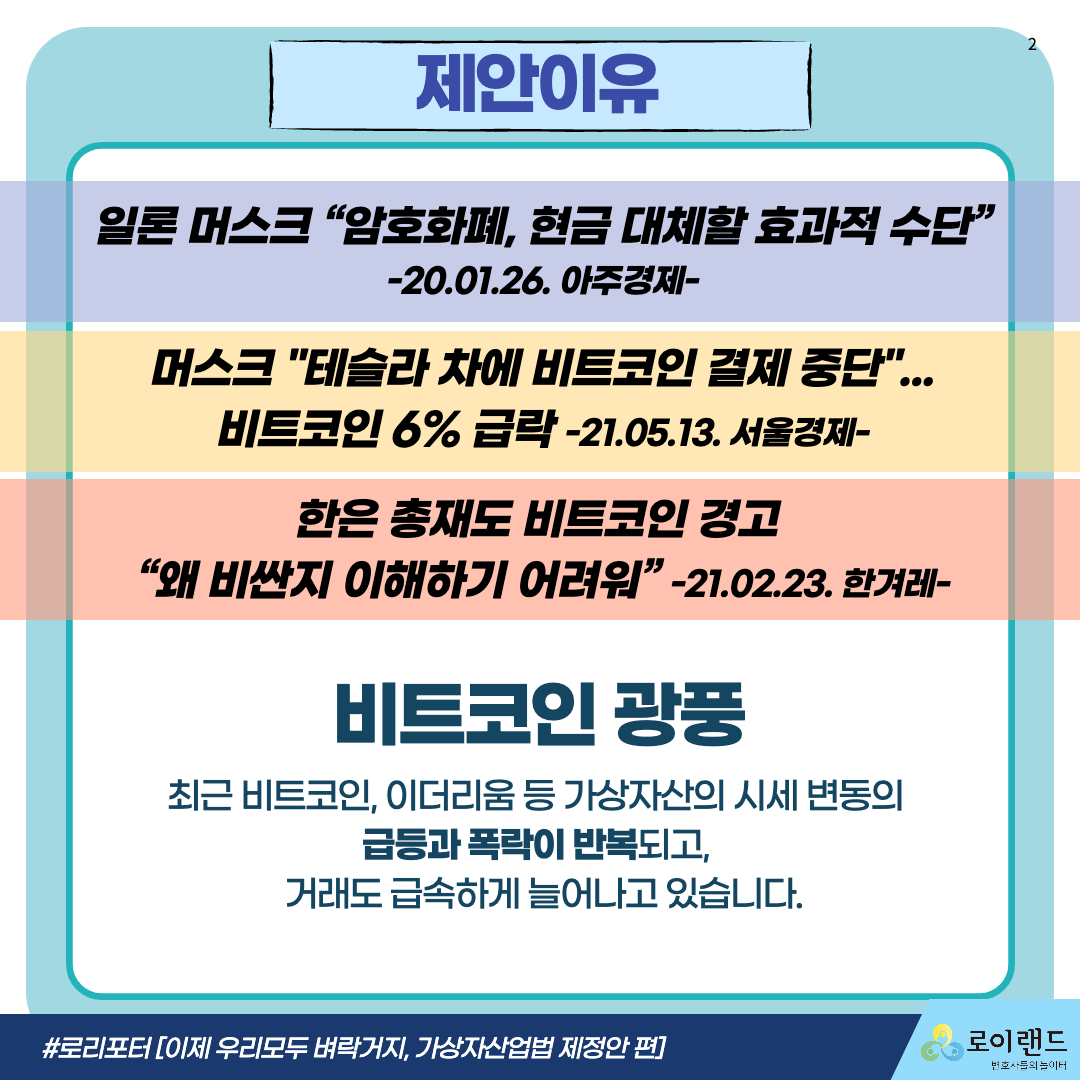 2
제안이유
일론 머스크 “암호화폐, 현금 대체할 효과적 수단”
-20.01.26. 아주경제-
머스크 "테슬라 차에 비트코인 결제 중단"...
비트코인 6% 급락 -21.05.13. 서울경제-
한은 총재도 비트코인 경고
“왜 비싼지 이해하기 어려워” -21.02.23. 한겨레-
비트코인 광풍
최근 비트코인, 이더리움 등 가상자산의 시세 변동의
급등과 폭락이 반복되고,
거래도 급속하게 늘어나고 있습니다.
#로리포터 [이제 우리모두 벼락거지, 가상자산업법 제정안 편]
로이랜드
변호사들의 놀이터